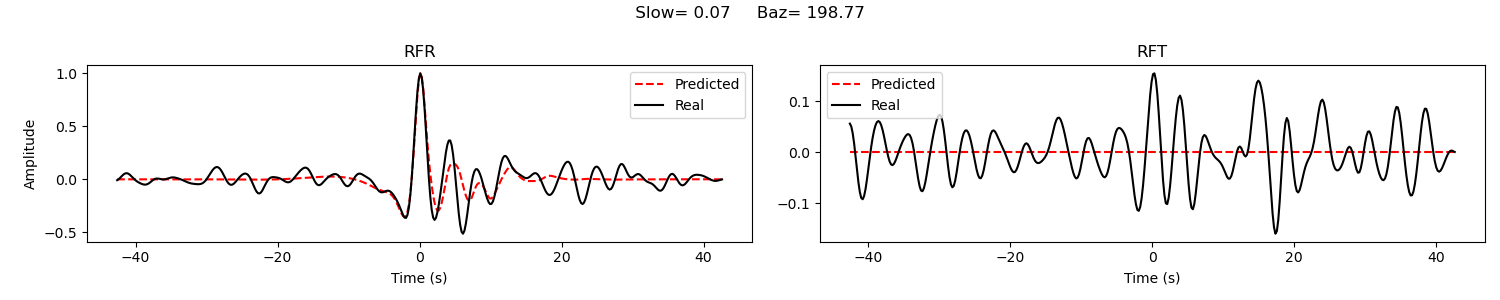 Slow= 0.07 Baz= 198.77
RFR
1.0
0.5
0.0
−0.5
Amplitude
Predicted
Real
−40
−20
0
20
40
Time (s)
RFT
0.1
0.0
−0.1
Predicted
Real
−40
−20
0
20
40
Time (s)